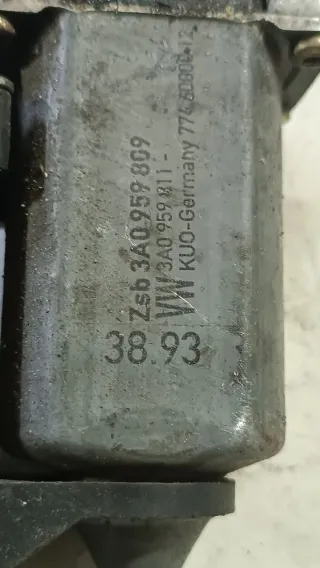 Zsb 3A0 959 809
VW 3A0 959 811 -
KUO-Germany
38.93